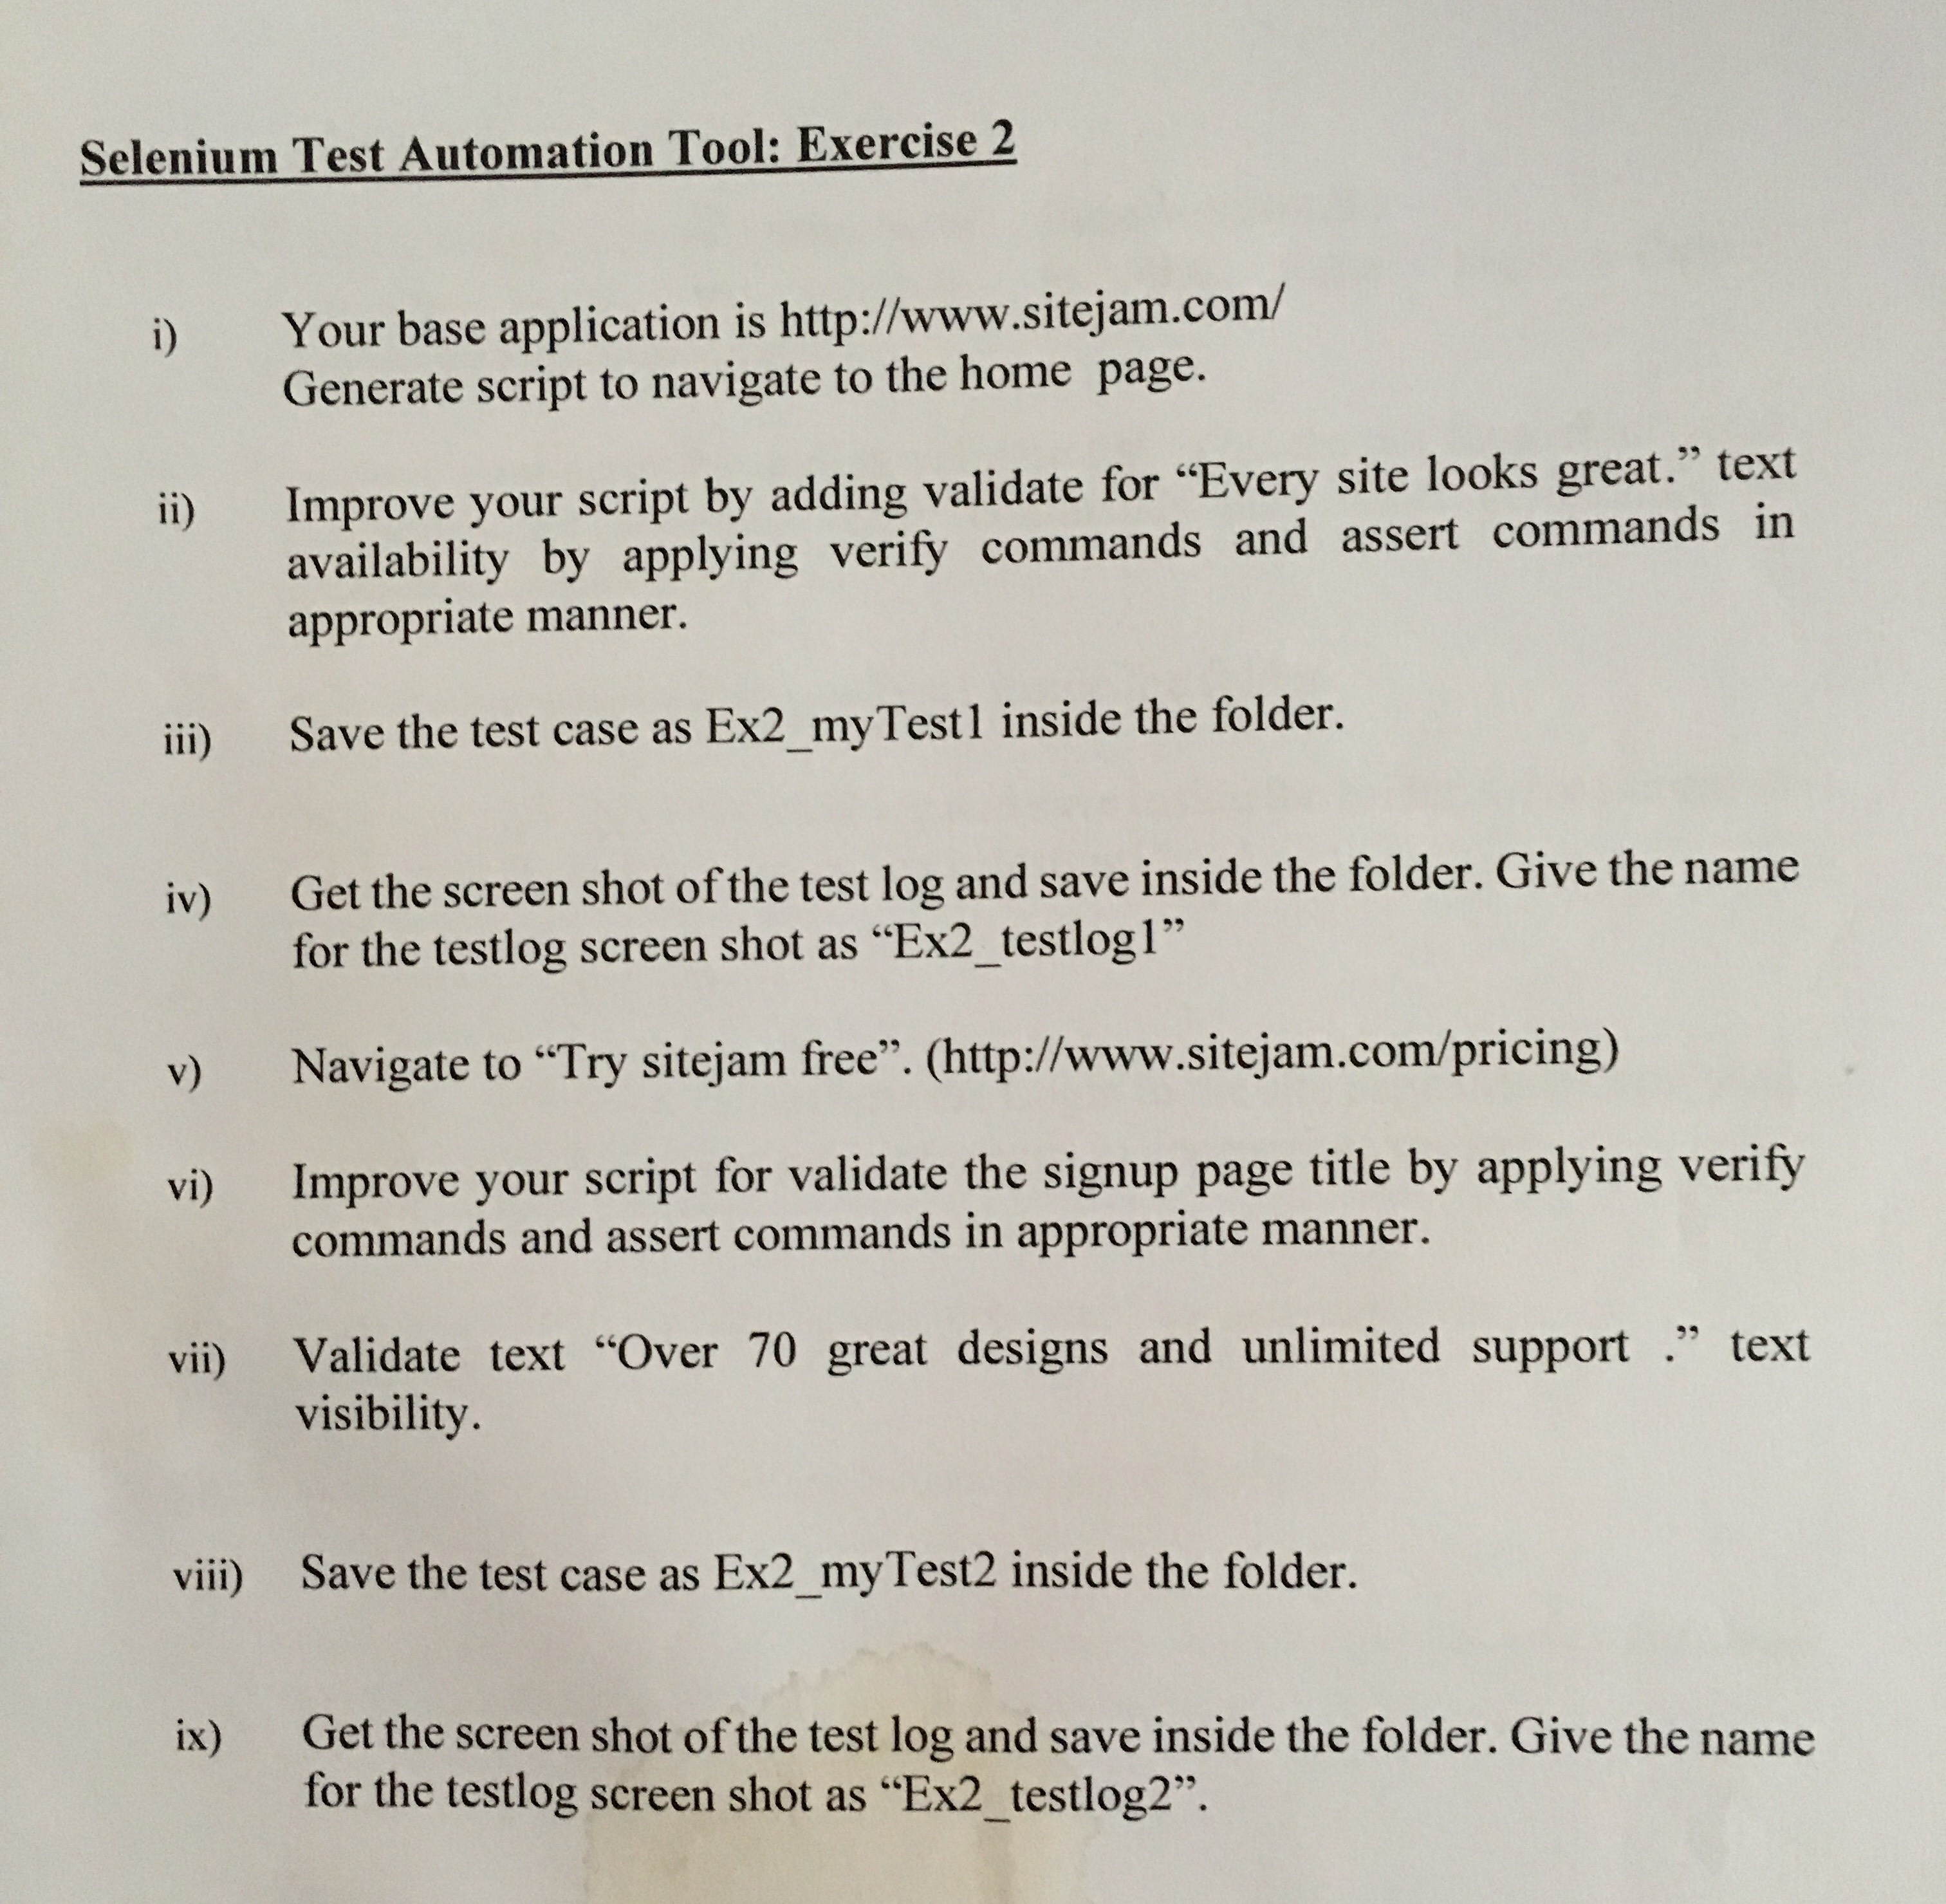 Selenium Test Automation Tool: Exercise 2
i) Your base application is http://www.sitejam.com/
Generate script to navigate to the home page.
ii) Improve your script by adding validate for “Every site looks great.” text
availability by applying verify commands and assert commands in
appropriate manner.
iii) Save the test case as Ex2_myTest1 inside the folder.
iv) Get the screen shot of the test log and save inside the folder. Give the name
for the testlog screen shot as “Ex2_testlog1”
v) Navigate to “Try sitejam free”. (http://www.sitejam.com/pricing)
vi) Improve your script for validate the signup page title by applying verify
commands and assert commands in appropriate manner.
vii) Validate text “Over 70 great designs and unlimited support .” text
visibility.
viii) Save the test case as Ex2_myTest2 inside the folder.
ix) Get the screen shot of the test log and save inside the folder. Give the name
for the testlog screen shot as “Ex2_testlog2”.